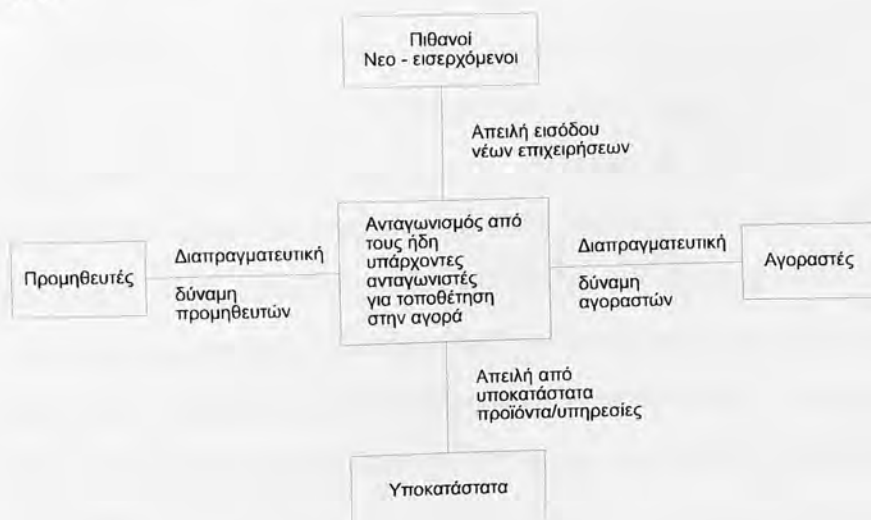 Πιθανοί
Νεο - εισερχόμενοι
Απειλή εισόδου
νέων επιχειρήσεων
Προμηθευτές
Διαπραγματευτική
δύναμη
προμηθευτών
Ανταγωνισμός από
τους ήδη
υπάρχοντες
ανταγωνιστές
για τοποθέτηση
στην αγορά
Διαπραγματευτική
δύναμη
αγοραστών
Αγοραστές
Απειλή από
υποκατάστατα
προϊόντα/υπηρεσίες
Υποκατάστατα